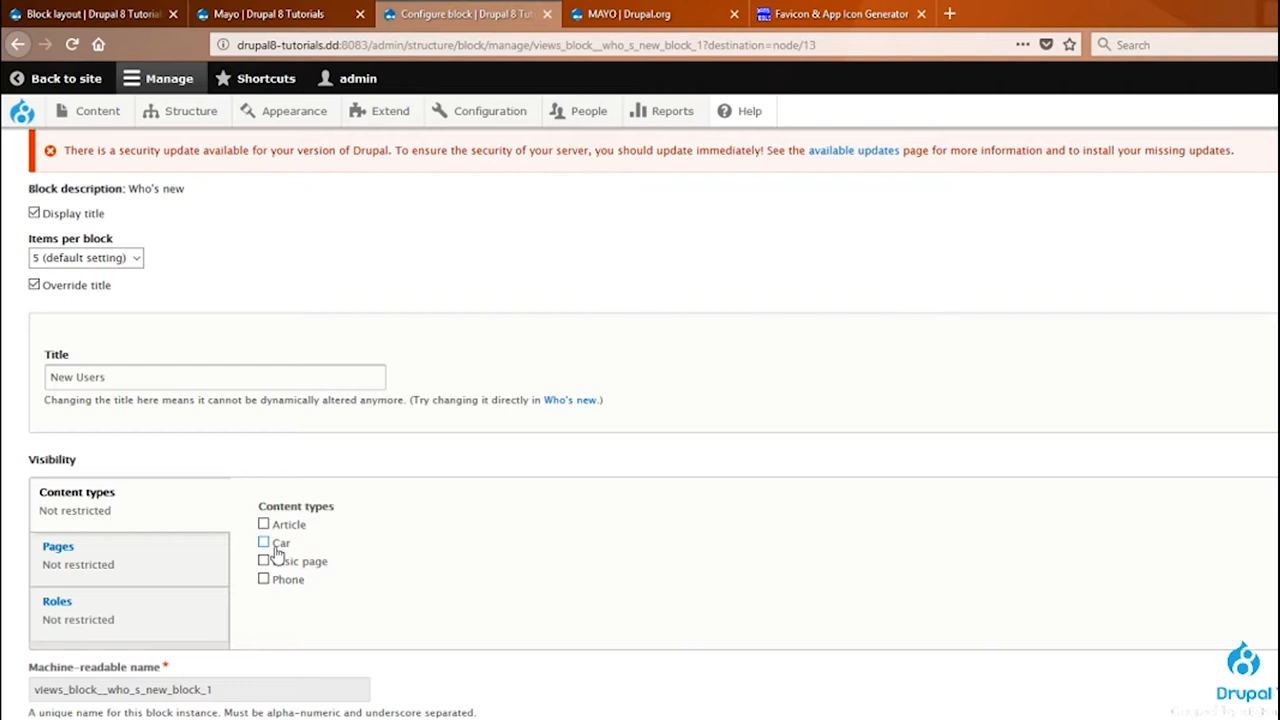 Block layout | Drupal 8 Tutorial
Mayo | Drupal 8 Tutorials
Configure block | Drupal 8 Tut
MAYO | Drupal.org
Favicon & App Icon Generator
drupal8-tutorials.dd:8083/admin/structure/block/manage/views_block__who_s_new_block_1?destination=node/13
Search
Back to site
Manage
Shortcuts
admin
Content
Structure
Appearance
Extend
Configuration
People
Reports
Help
There is a security update available for your version of Drupal. To ensure the security of your server, you should update immediately! See the available updates page for more information and to install your missing updates.
Block description: Who's new
Display title
Items per block
5 (default setting)
Override title
Title
New Users
Changing the title here means it cannot be dynamically altered anymore. (Try changing it directly in Who's new.)
Visibility
Content types
Not restricted
Pages
Not restricted
Roles
Not restricted
Content types
Article
Car
sic page
Phone
Machine-readable name *
views_block__who_s_new_block_1
A unique name for this block instance. Must be alpha-numeric and underscore separated.
Drupal